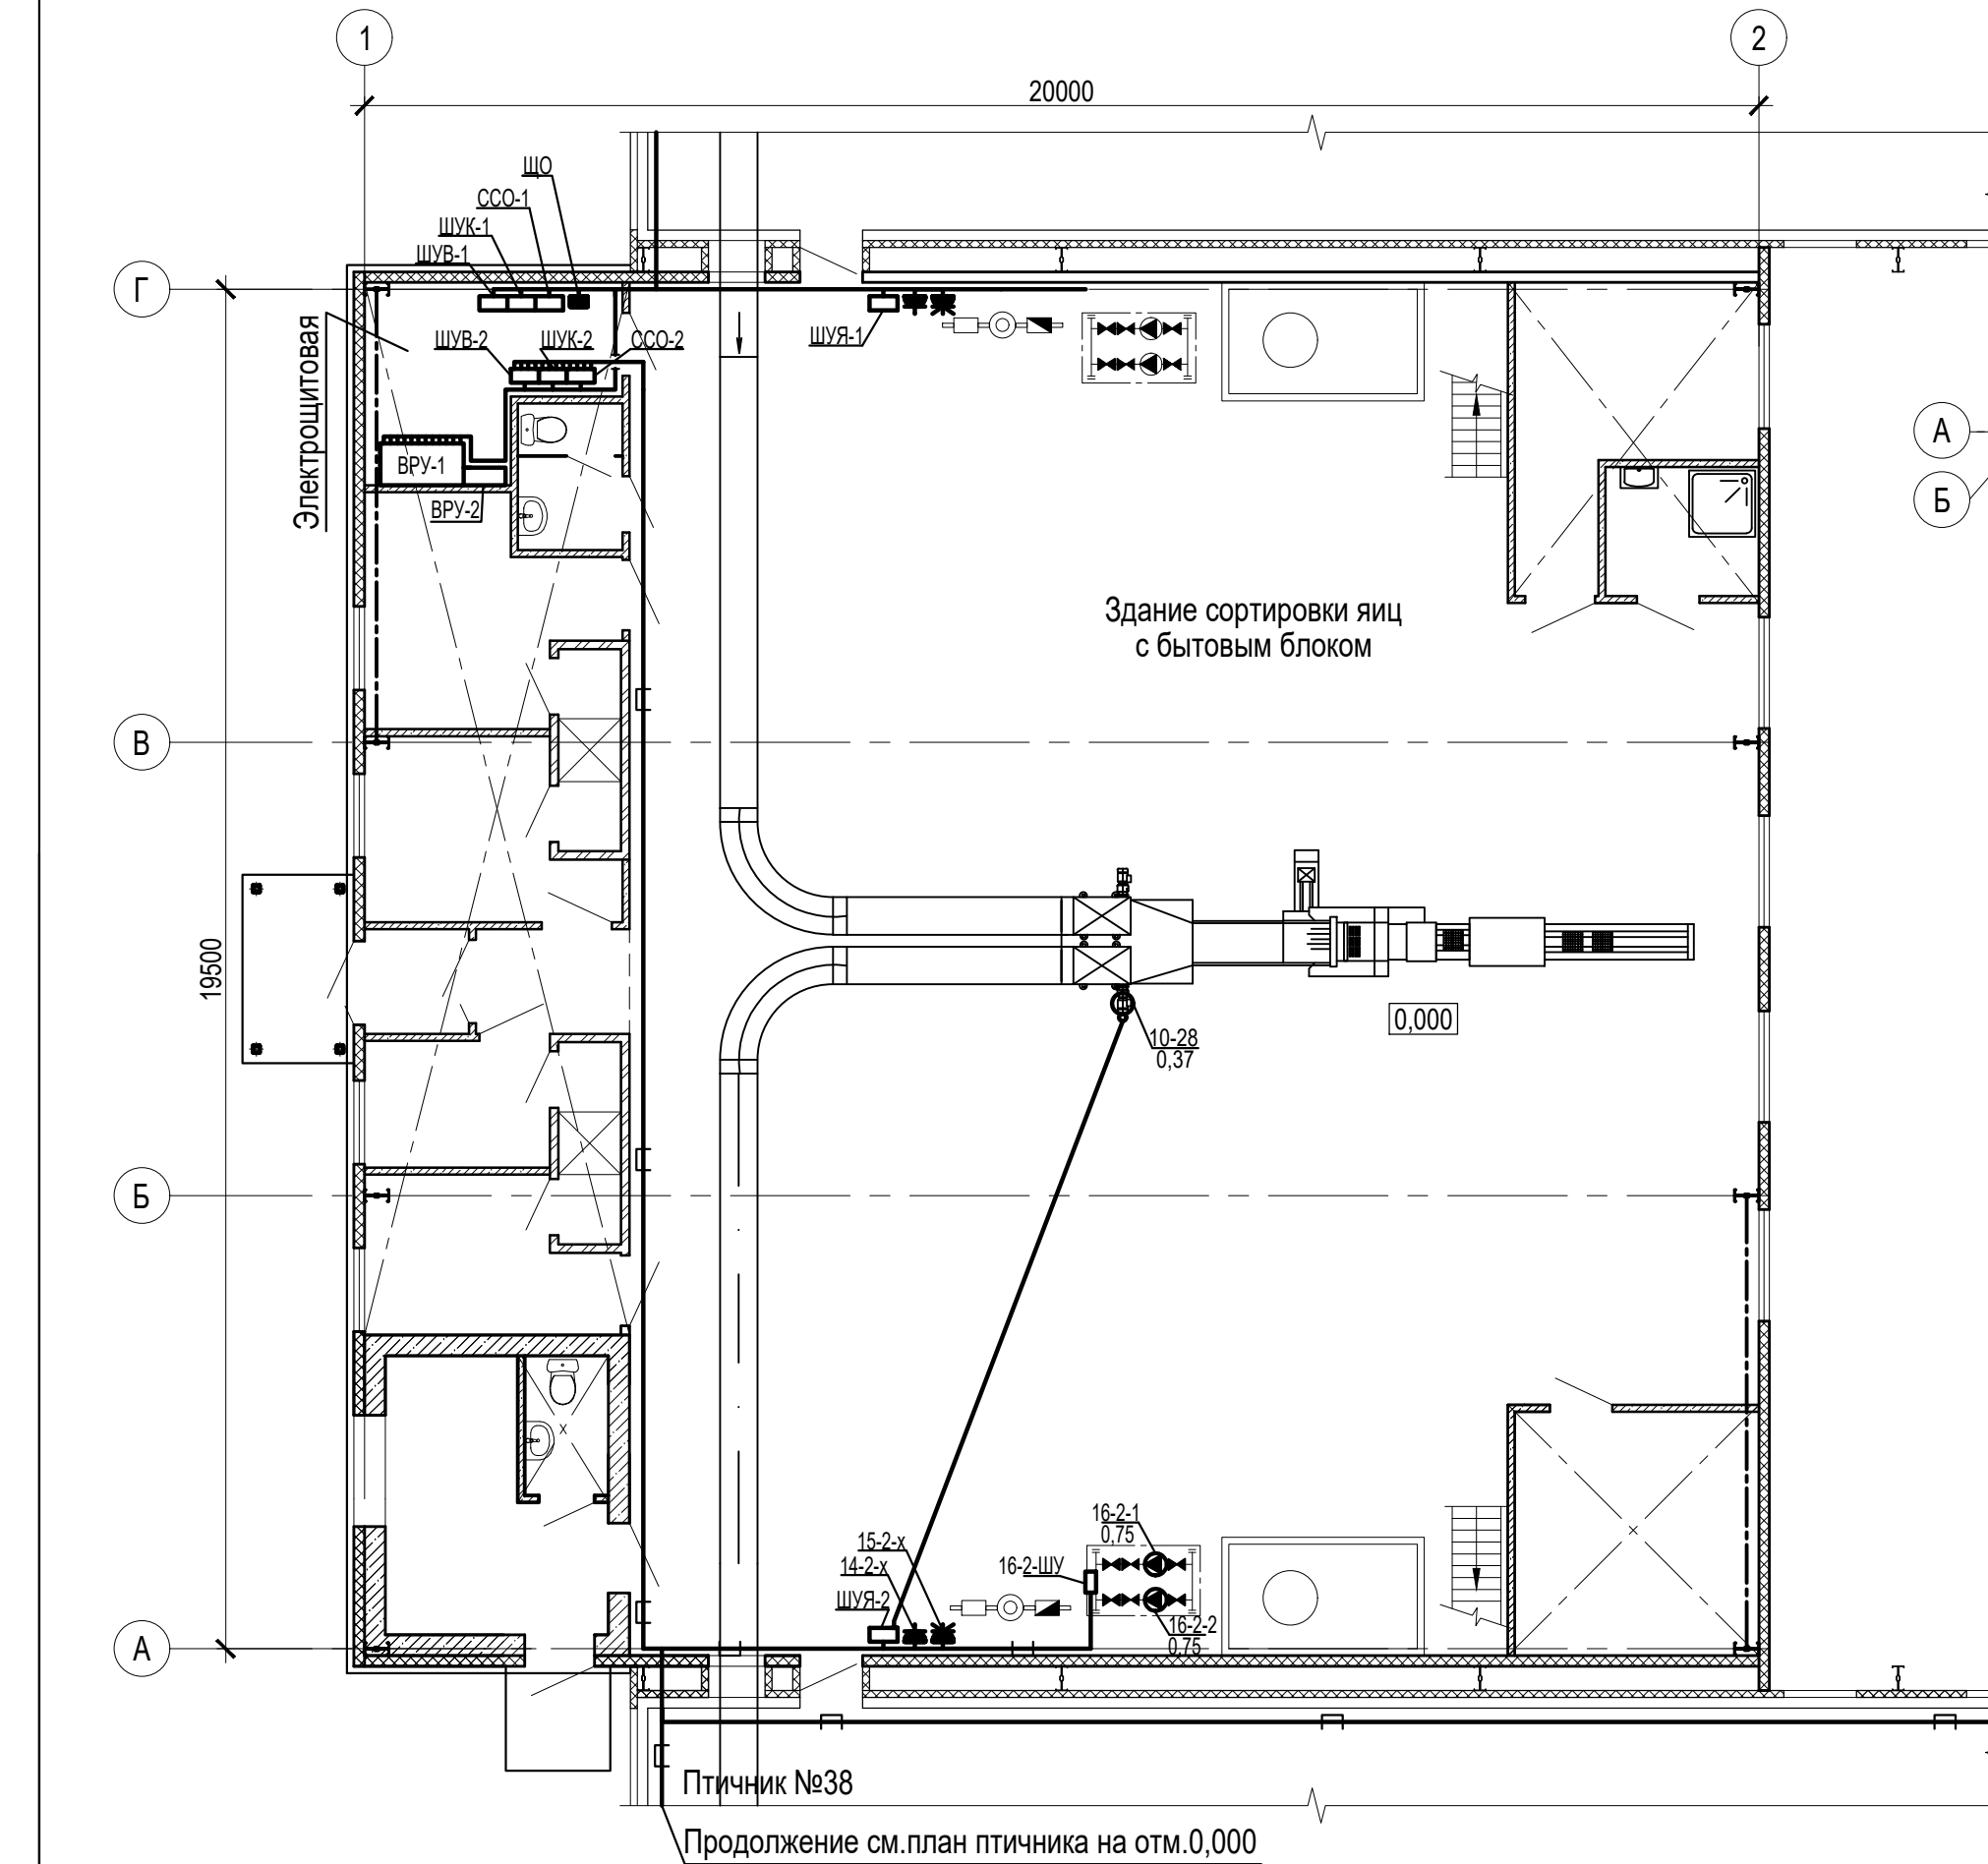 1
2
20000
ЩО
ССО-1
ШУК-1
ШУВ-1
Г
Электрощитовая
ШУВ-2
ШУК-2
ССО-2
ШУЯ-1
ВРУ-1
ВРУ-2
А
Б
Здание сортировки яиц
с бытовым блоком
В
19500
0,000
10-28
0,37
Б
16-2-1
0,75
15-2-х
14-2-х
16-2-ШУ
ШУЯ-2
16-2-2
0,75
А
Птичник №38
Продолжение см.план птичника на отм.0,000